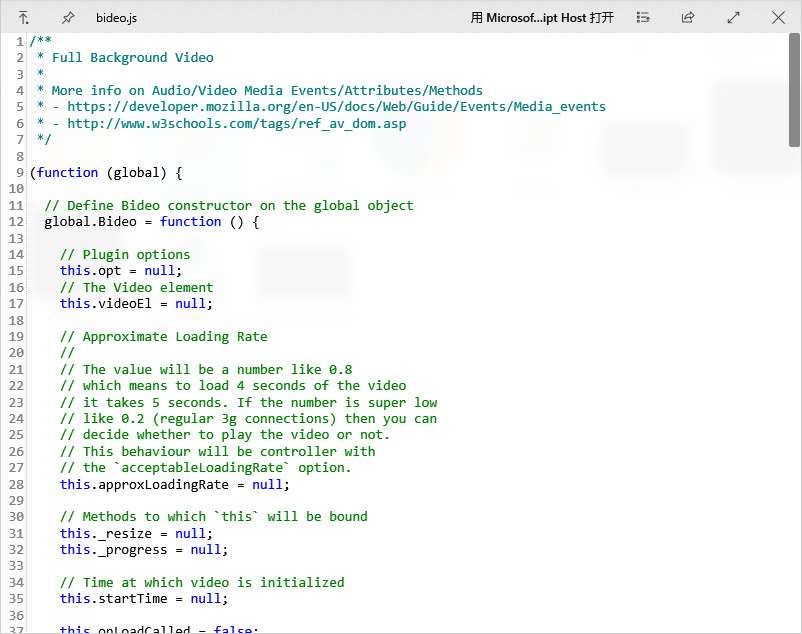 bideo.js
用 Microsof...ipt Host 打开
1 /**
2 * Full Background Video
3 *
4 * More info on Audio/Video Media Events/Attributes/Methods
5 * - https://developer.mozilla.org/en-US/docs/Web/Guide/Events/Media_events
6 * - http://www.w3schools.com/tags/ref_av_dom.asp
7 */
8
9 (function (global) {
10
11 // Define Bideo constructor on the global object
12 global.Bideo = function () {
13
14 // Plugin options
15 this.opt = null;
16 // The Video element
17 this.videoEl = null;
18
19 // Approximate Loading Rate
20 //
21 // The value will be a number like 0.8
22 // which means to load 4 seconds of the video
23 // it takes 5 seconds. If the number is super low
24 // like 0.2 (regular 3g connections) then you can
25 // decide whether to play the video or not.
26 // This behaviour will be controller with
27 // the `acceptableLoadingRate` option.
28 this.approxLoadingRate = null;
29
30 // Methods to which `this` will be bound
31 this._resize = null;
32 this._progress = null;
33
34 // Time at which video is initialized
35 this.startTime = null;
36
37 this.onLoadCalled = false;